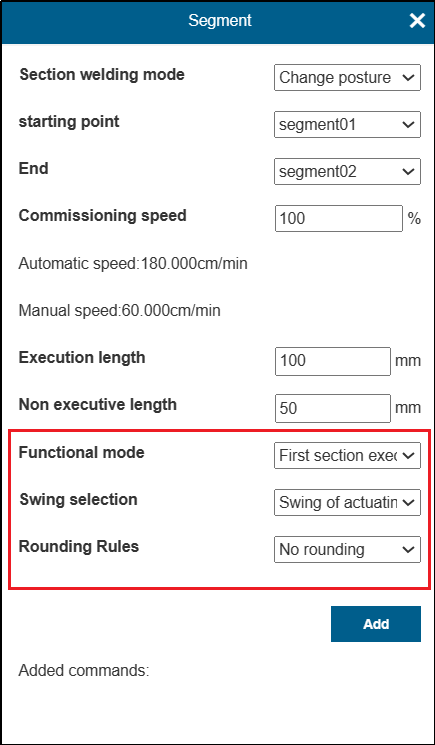 Segment
Section welding mode Change posture
starting point segment01
End segment02
Commissioning speed 100 %
Automatic speed:180.000cm/min
Manual speed:60.000cm/min
Execution length 100 mm
Non executive length 50 mm
Functional mode First section exec
Swing selection Swing of actuatin
Rounding Rules No rounding
Add
Added commands: